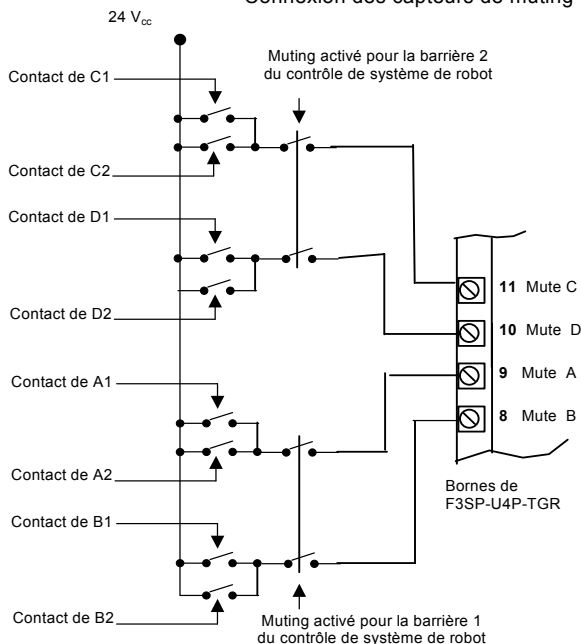 Connexion des capteurs de muting
24 Vcc
Muting activé pour la barrière 2
du contrôle de système de robot
Contact de C1
Contact de C2
Contact de D1
Contact de D2
11 Mute C
10 Mute D
9 Mute A
8 Mute B
Contact de A1
Contact de A2
Bornes de
F3SP-U4P-TGR
Contact de B1
Contact de B2
Muting activé pour la barrière 1
du contrôle de système de robot